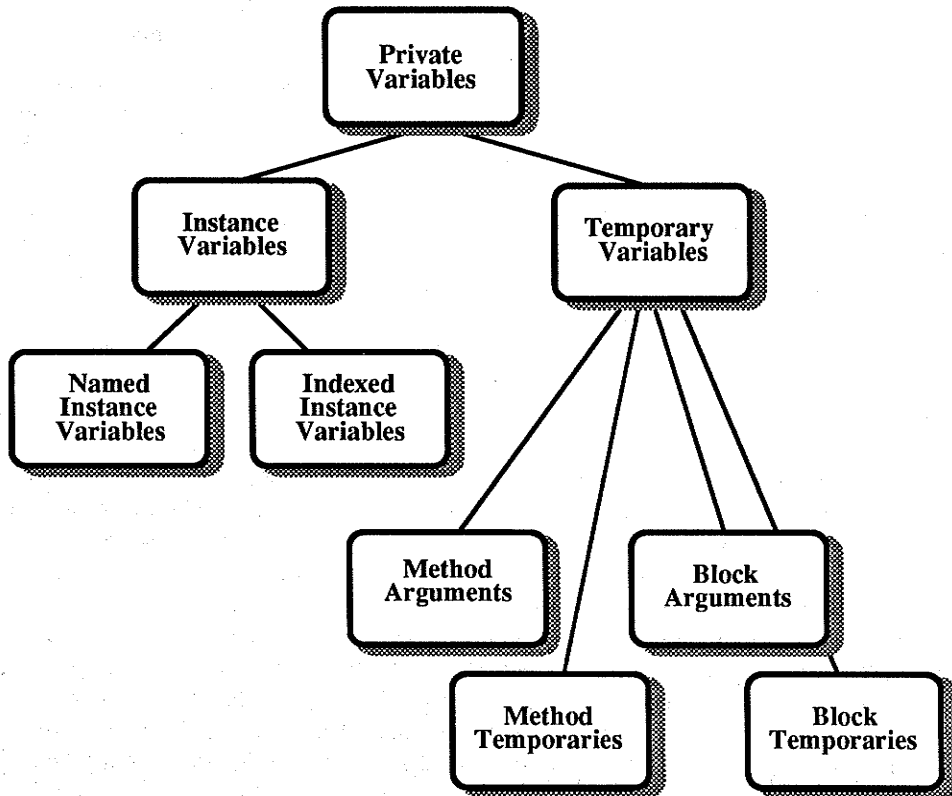 Private
Variables
Instance
Variables
Temporary
Variables
Named
Instance
Variables
Indexed
Instance
Variables
Method
Arguments
Block
Arguments
Method
Temporaries
Block
Temporaries